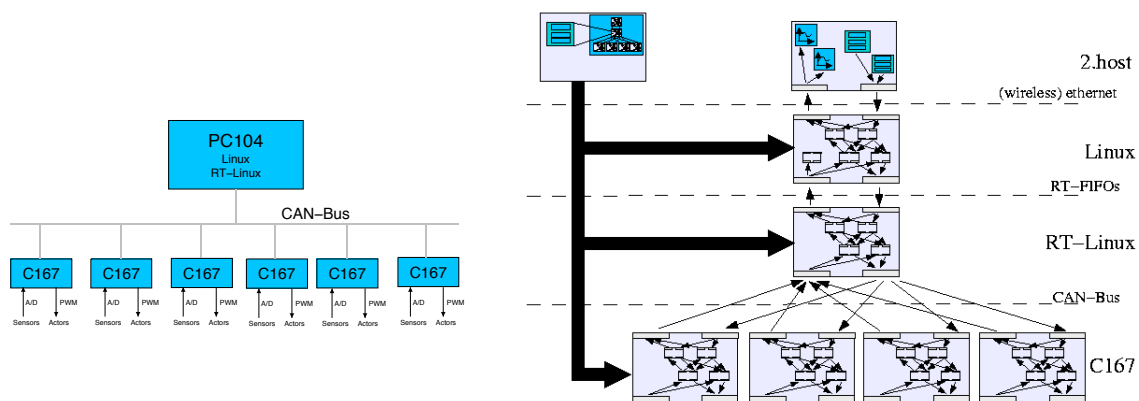 PC104
Linux
RT-Linux
CAN-Bus
C167 C167 C167 C167 C167 C167
A/D PWM A/D PWM A/D PWM A/D PWM A/D PWM A/D PWM
Sensors Actors Sensors Actors Sensors Actors Sensors Actors Sensors Actors Sensors Actors
2.host
(wireless) ethernet
Linux
RT-FIFOs
RT-Linux
CAN-Bus
C167